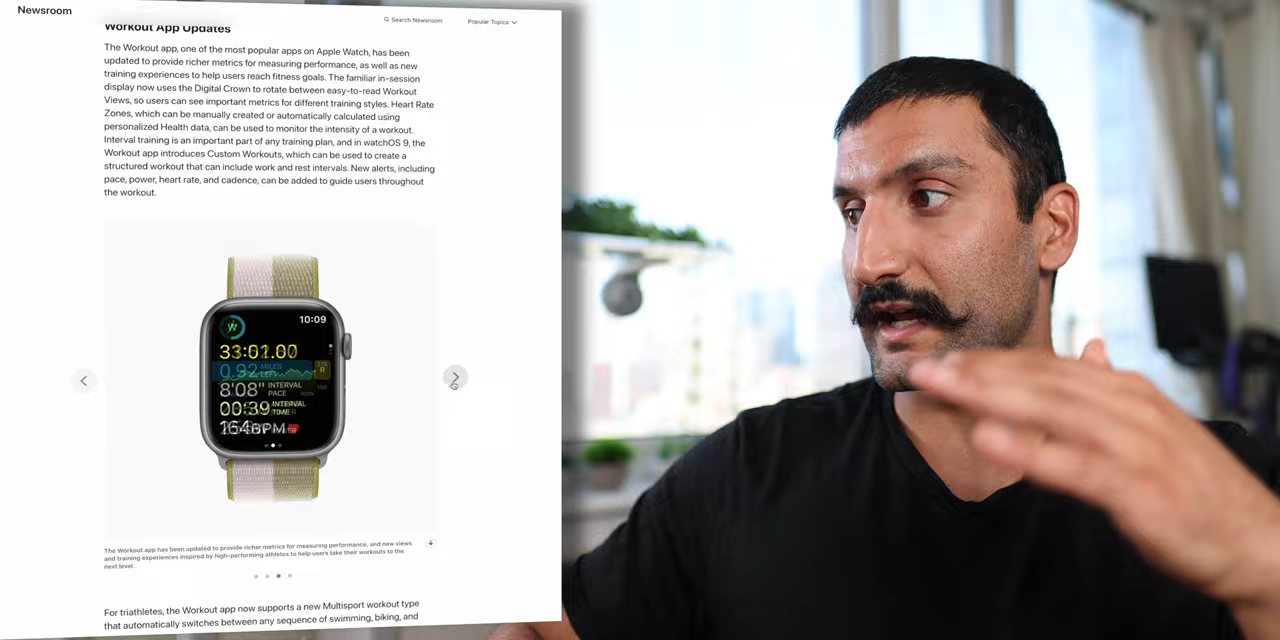 Newsroom
Search Newsroom
Popular Topics
Workout App Updates
The Workout app, one of the most popular apps on Apple Watch, has been
updated to provide richer metrics for measuring performance, as well as new
training experiences to help users reach fitness goals. The familiar in-session
display now uses the Digital Crown to rotate between easy-to-read Workout
Views, so users can see important metrics for different training styles. Heart Rate
Zones, which can be manually created or automatically calculated using
personalized Health data, can be used to monitor the intensity of a workout.
Interval training is an important part of any training plan, and in watchOS 9, the
Workout app introduces Custom Workouts, which can be used to create a
structured workout that can include work and rest intervals. New alerts, including
pace, power, heart rate, and cadence, can be added to guide users throughout
the workout.
10:09
33:01.00
0.92 MILES LEFT
8'08" INTERVAL PACE
00:39 INTERVAL TIME
BPM
The Workout app has been updated to provide richer metrics for measuring performance, and new views
and training experiences inspired by high-performing athletes to help users take their workouts to the
next level.
For triathletes, the Workout app now supports a new Multisport workout type
that automatically switches between any sequence of swimming, biking, and